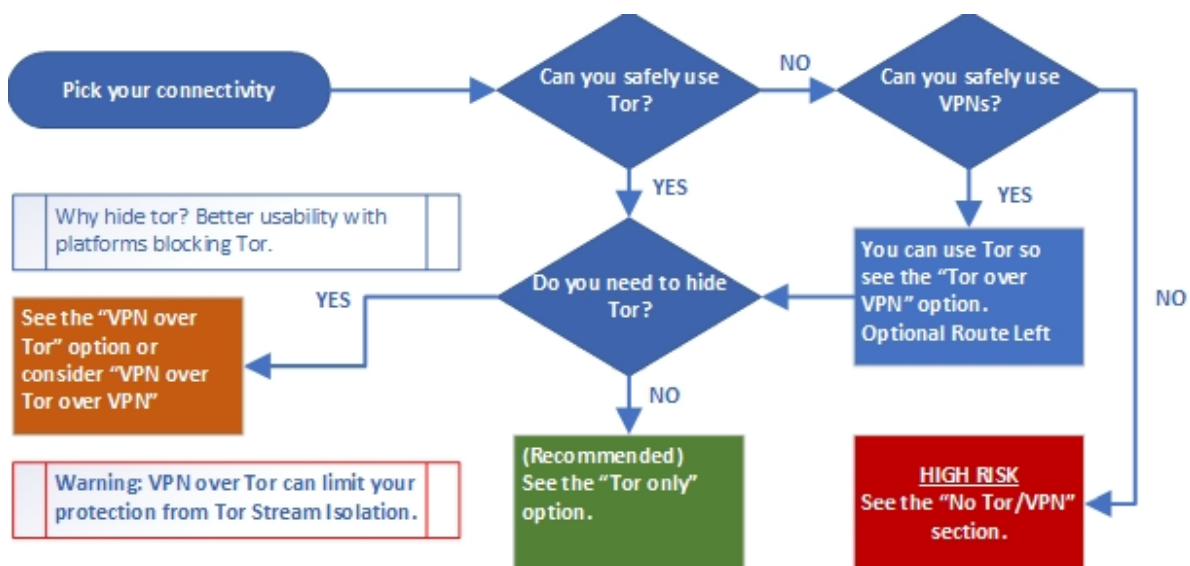 Pick your connectivity
Can you safely use
Tor?
NO
Can you safely use
VPNs?
YES
YES
Why hide tor? Better usability with
platforms blocking Tor.
Do you need to hide
Tor?
You can use Tor so
see the “Tor over
VPN” option.
Optional Route Left
NO
YES
See the “VPN over
Tor” option or
consider “VPN over
Tor over VPN”
NO
Warning: VPN over Tor can limit your
protection from Tor Stream Isolation.
(Recommended)
See the “Tor only”
option.
HIGH RISK
See the “No Tor/VPN”
section.